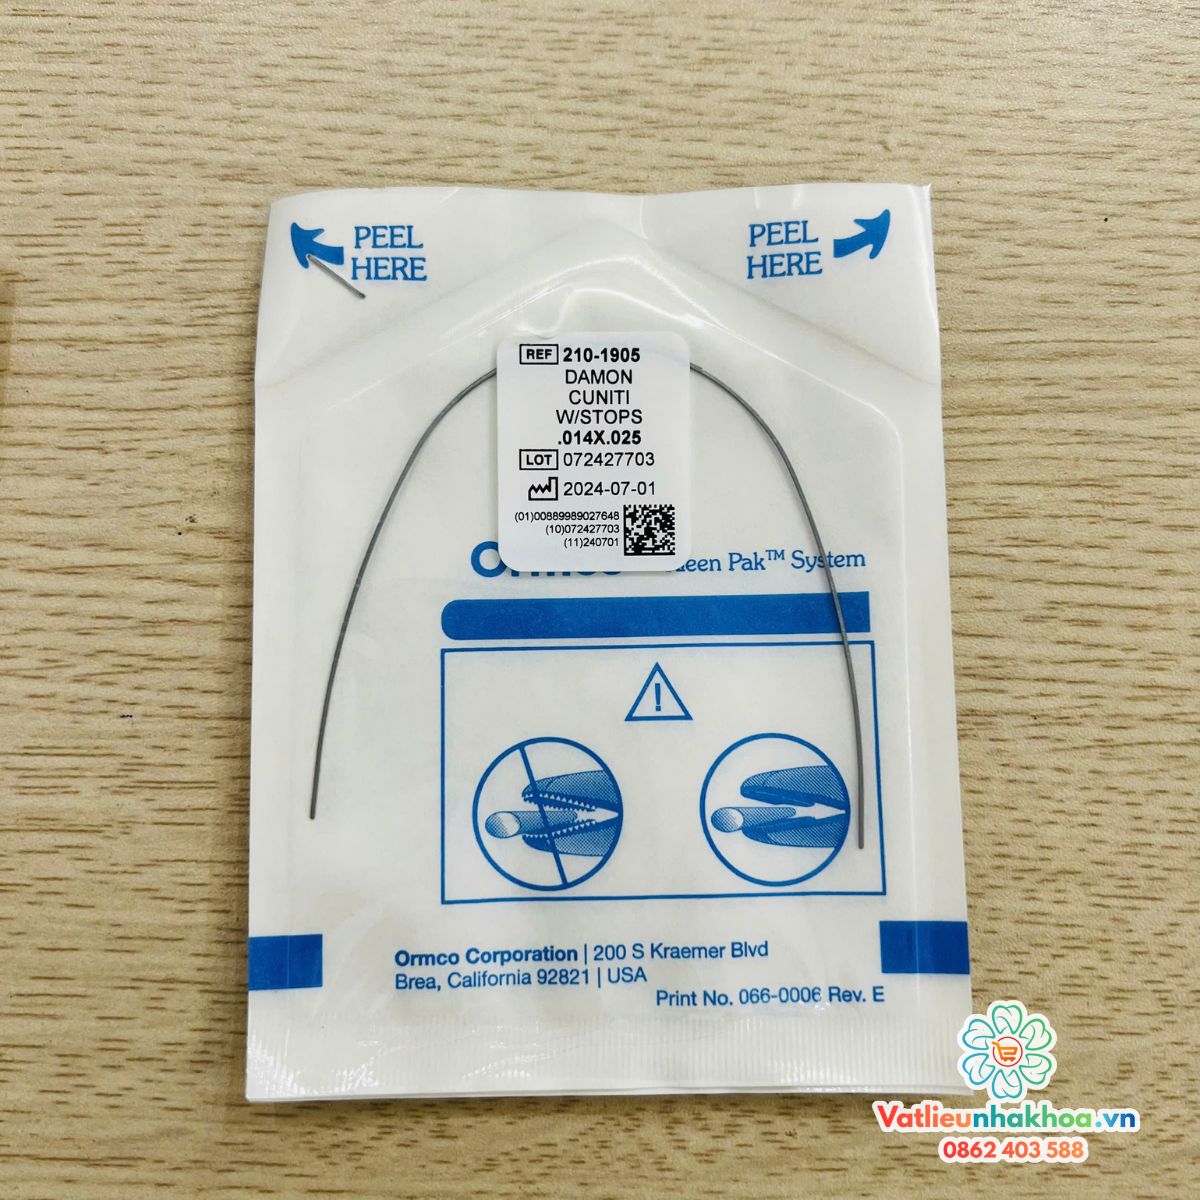 PEEL
HERE
PEEL
HERE
REF 210-1905
DAMON
CUNITI
W/STOPS
.014X.025
LOT 072427703
2024-07-01
(01)00889989027648
(10)072427703
(11)240701
Pak™ System
Ormco Corporation | 200 S Kraemer Blvd
Brea, California 92821 | USA
Print No. 066-0006 Rev. E
Vatlieunhakhoa.vn
0862 403 588